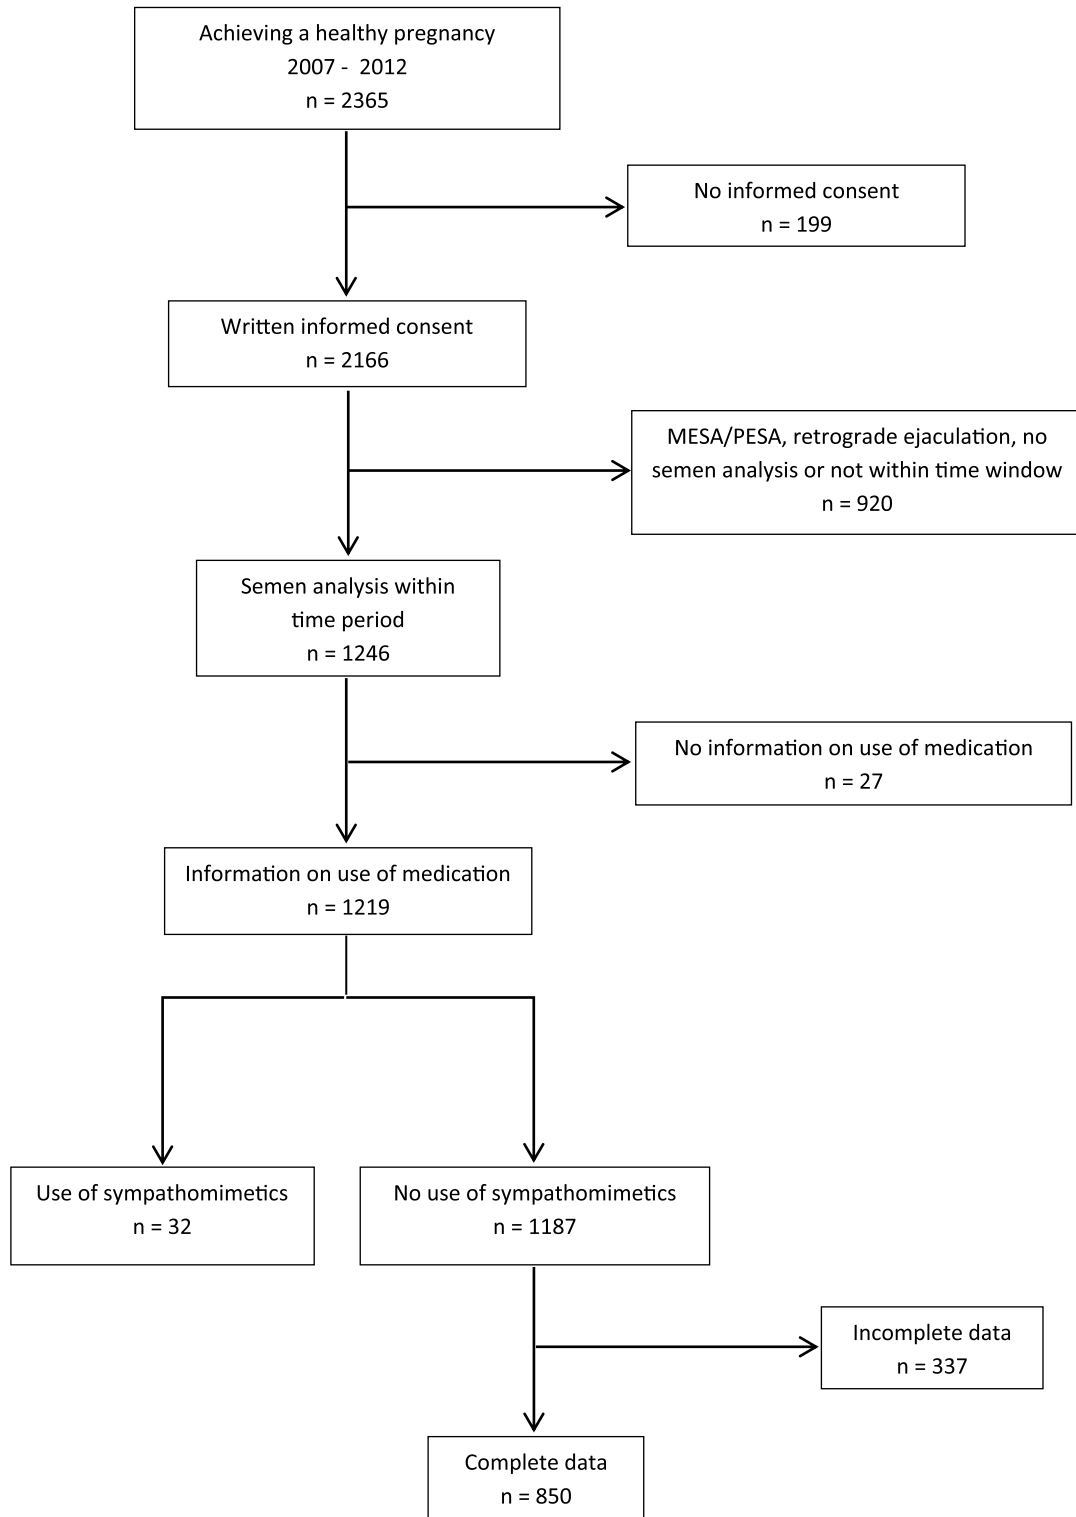 Achieving a healthy pregnancy
2007 - 2012
n = 2365
No informed consent
n = 199
Written informed consent
n = 2166
MESA/PESA, retrograde ejaculation, no
semen analysis or not within time window
n = 920
Semen analysis within
time period
n = 1246
No information on use of medication
n = 27
Information on use of medication
n = 1219
Use of sympathomimetics
n = 32
No use of sympathomimetics
n = 1187
Incomplete data
n = 337
Complete data
n = 850